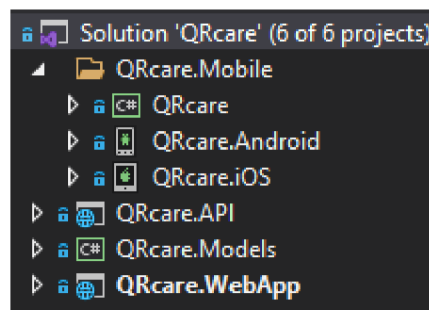 Solution 'QRcare' (6 of 6 projects)
QRcare.Mobile
C# QRcare
QRcare.Android
QRcare.iOS
QRcare.API
C# QRcare.Models
QRcare.WebApp